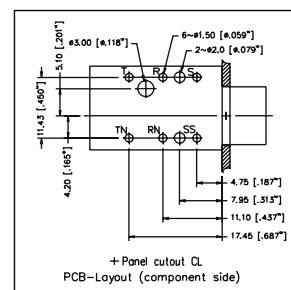 ø3.00 [ø.118"]
6~ø1.50 [ø.059"]
2~ø2.0 [ø.079"]
5.10 [.201"]
11.43 [.450"]
4.20 [.165"]
T R S
TN RN SS
4.75 [.187"]
7.95 [.313"]
11.10 [.437"]
17.45 [.687"]
+ Panel cutout CL
PCB-Layout (component side)